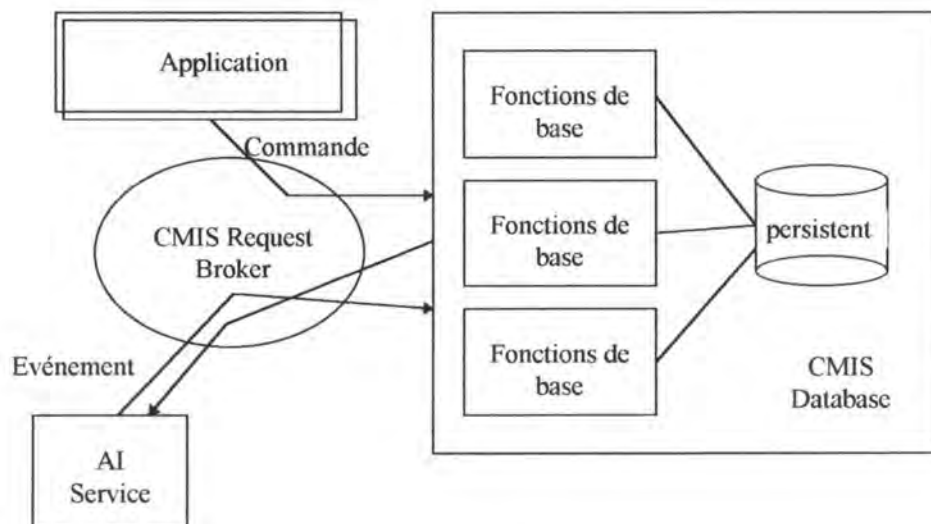 Application
Commande
CMIS Request
Broker
Evénement
AI
Service
Fonctions de
base
Fonctions de
base
Fonctions de
base
persistent
CMIS
Database